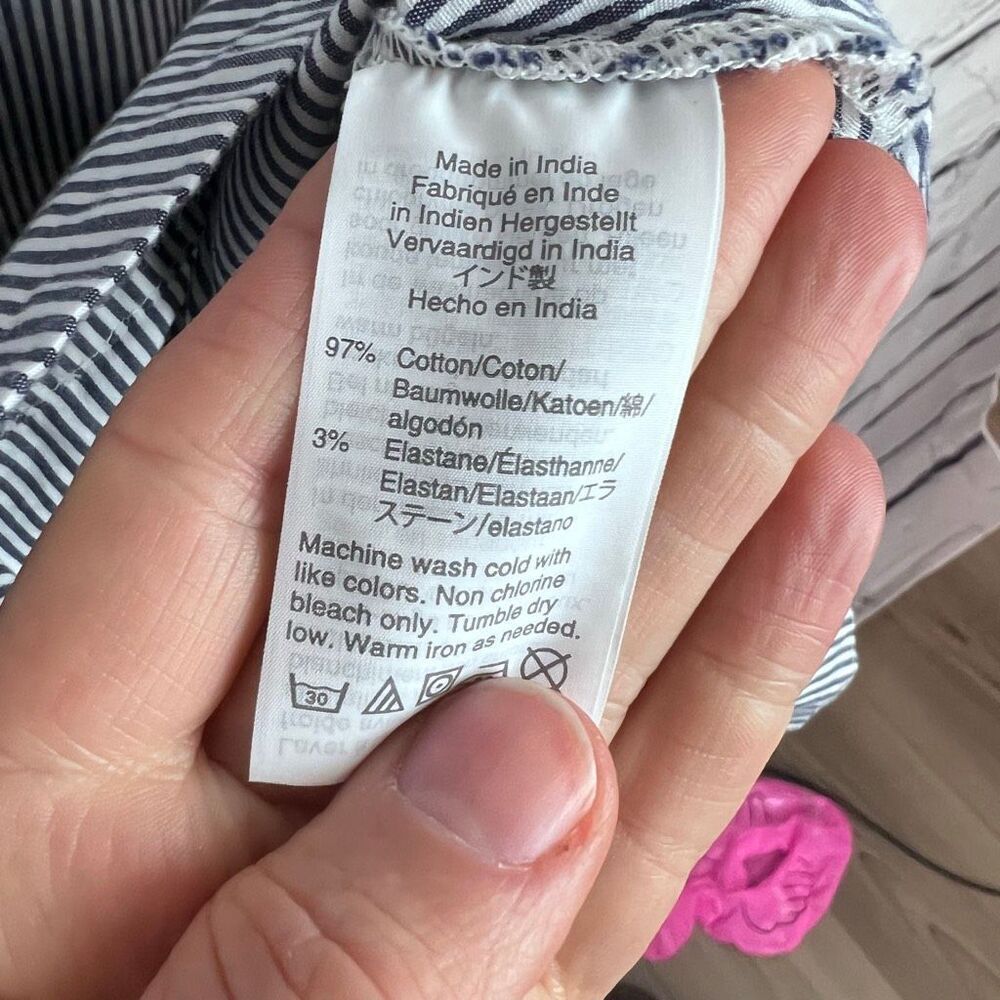 Made in India
Fabriqué en Inde
in Indien Hergestellt
Vervaardigd in India
インド製
Hecho en India
97% Cotton/Coton/
Baumwolle/Katoen/綿/
algodón
3% Elastane/Élasthanne/
Elastan/Elastaan/エラ
ステーン/elastano
Machine wash cold with
like colors. Non chlorine
bleach only. Tumble dry
low. Warm iron as needed.
30